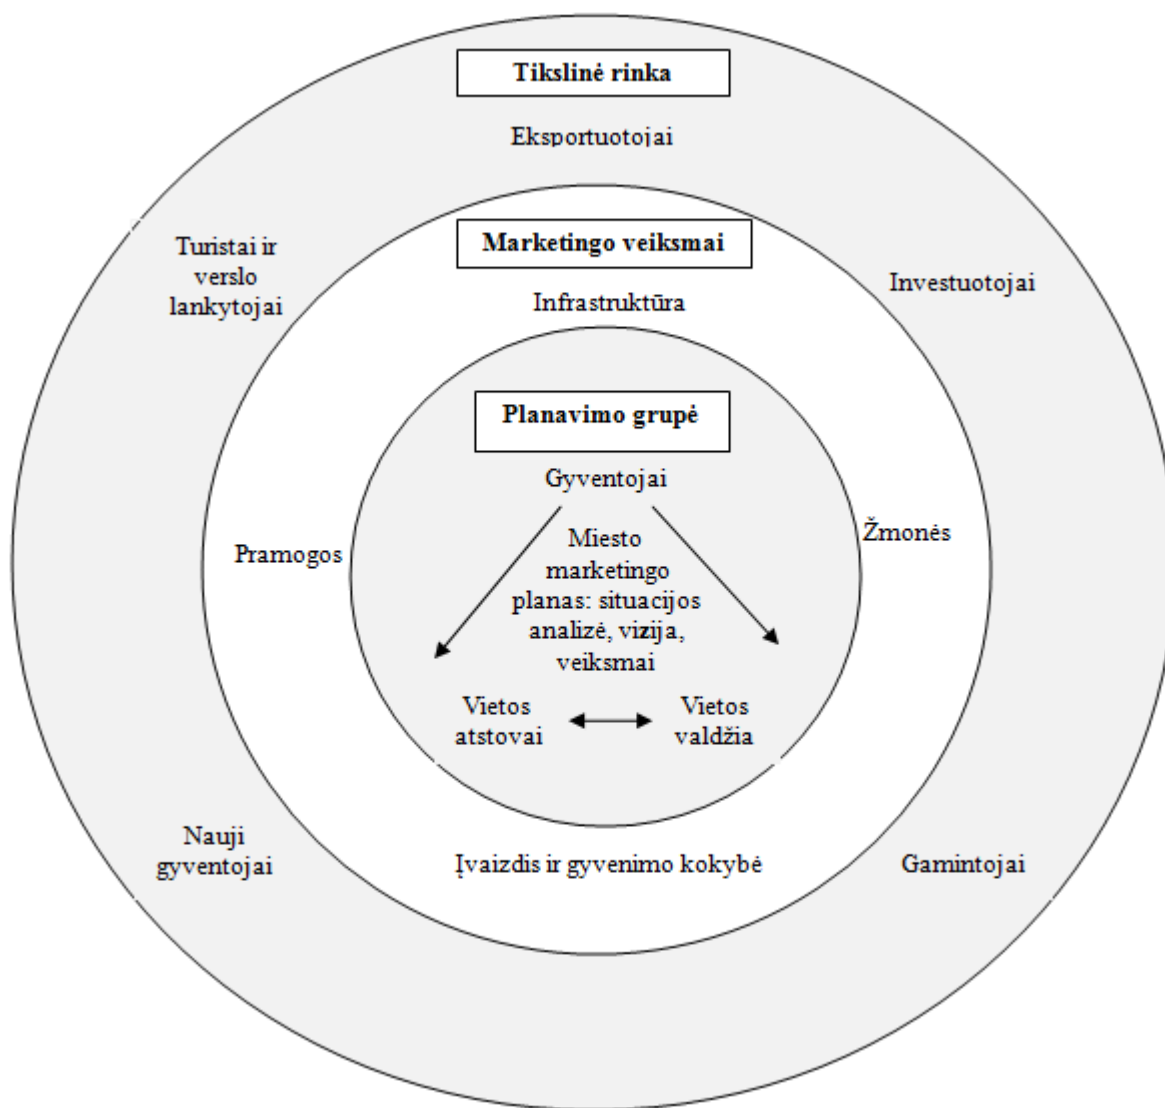 Tikslinė rinka
Eksportuotojai
Turistai ir
verslo
lankytojai
Marketingo veiksmai
Investuotojai
Infrastruktūra
Planavimo grupė
Gyventojai
Pramogos
Žmonės
Miesto
marketingo
planas: situacijos
analizė, vizija,
veiksmai
Vietos
atstovai
Vietos
valdžia
Nauji
gyventojai
Įvaizdis ir gyvenimo kokybė
Gamintojai